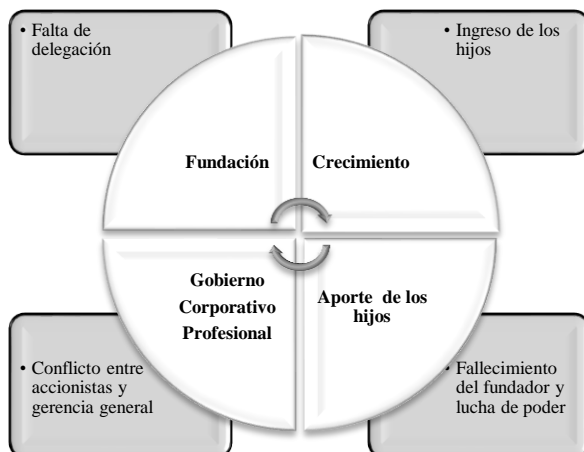 • Falta de
delegación
• Ingreso de los
hijos
Fundación
Crecimiento
Gobierno
Corporativo
Profesional
Aporte de los
hijos
• Conflicto entre
accionistas y
gerencia general
• Fallecimiento
del fundador y
lucha de poder